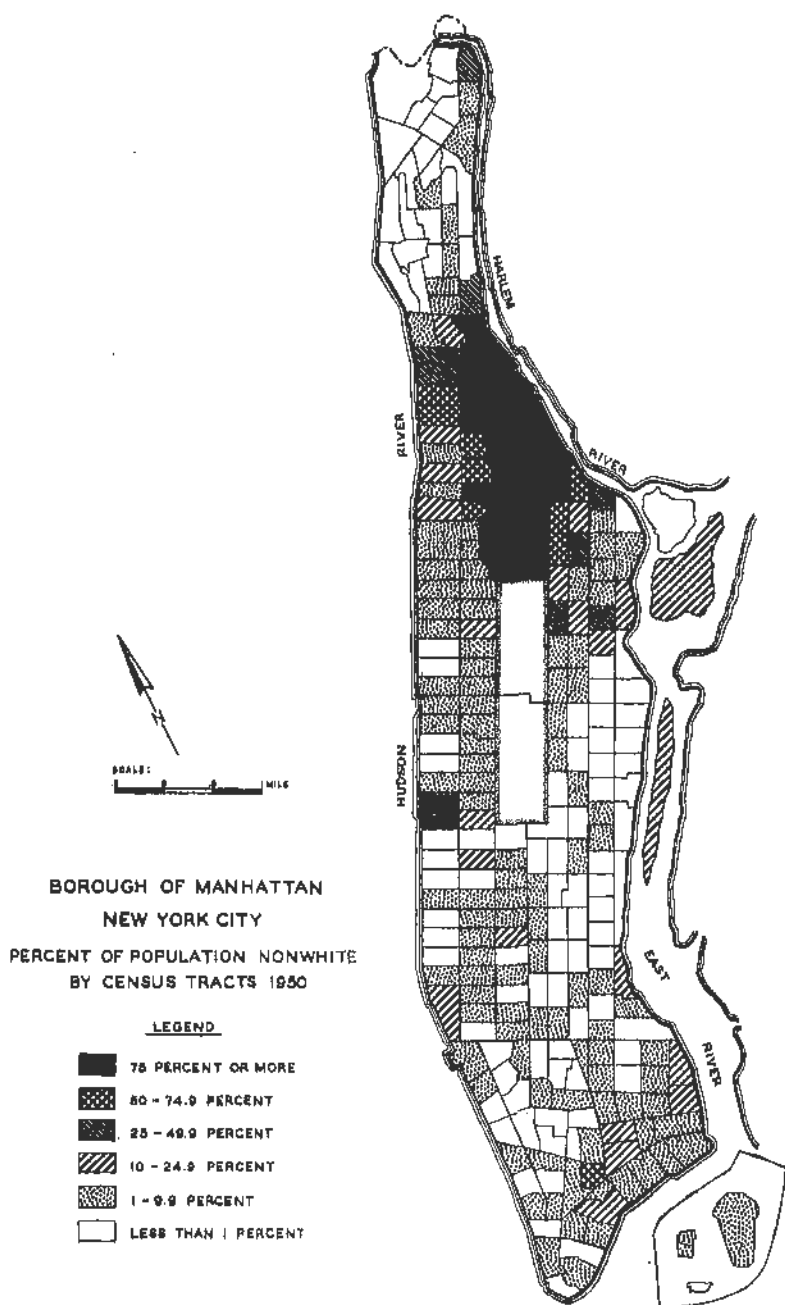 HARLEM
RIVER
RIVER
HUDSON
N
SCALE:
MILE
EAST
RIVER
BOROUGH OF MANHATTAN
NEW YORK CITY
PERCENT OF POPULATION NONWHITE
BY CENSUS TRACTS 1950
LEGEND
75 PERCENT OR MORE
50 - 74.9 PERCENT
25 - 49.9 PERCENT
10 - 24.9 PERCENT
1 - 9.9 PERCENT
LESS THAN 1 PERCENT